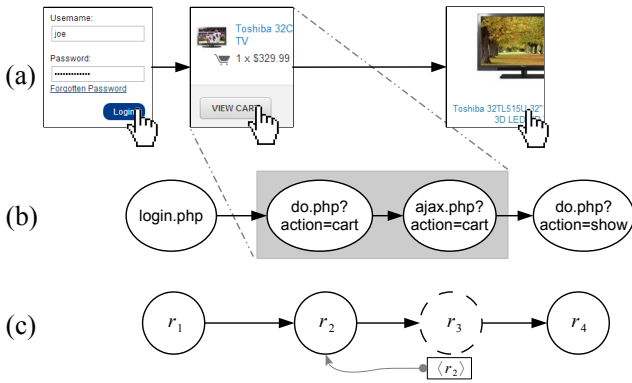 (a)
Username:
joe
Password:
•••••••••••••
Forgotten Password
Login
Toshiba 32C
TV
1 x $329.99
VIEW CAR
Toshiba 32TL515U 32"
3D LED
(b)
login.php
do.php?
action=cart
ajax.php?
action=cart
do.php?
action=show
(c)
r1
r2
r3
r4
⟨r2⟩